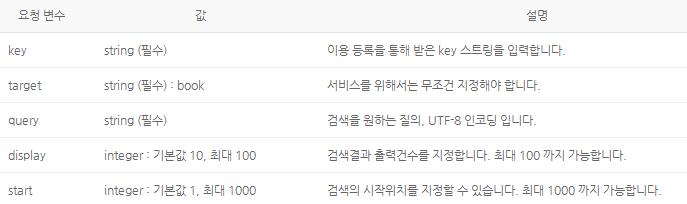 요청 변수 값 설명
key string (필수) 이용 등록을 통해 받은 key 스트링을 입력합니다.
target string (필수) : book 서비스를 위해서는 무조건 지정해야 합니다.
query string (필수) 검색을 원하는 질의, UTF-8 인코딩 입니다.
display integer : 기본값 10, 최대 100 검색결과 출력건수를 지정합니다. 최대 100 까지 가능합니다.
start integer : 기본값 1, 최대 1000 검색의 시작위치를 지정할 수 있습니다. 최대 1000 까지 가능합니다.